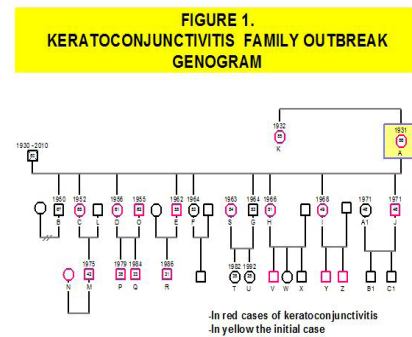 FIGURE 1.
KERATOCONJUNCTIVITIS FAMILY OUTBREAK
GENOGRAM
1932
1931
K
A
1930 -2010
1950 1952 1956 1955 1962 1964 1963 1964 1966 1968 1971 1971
B C L D O E F S G H I A1 J
1975 1979 1984 1986 1982 1992
N M P Q R T U V W X Y Z B1 C1
-In red cases of keratoconjunctivitis
-In yellow the initial case